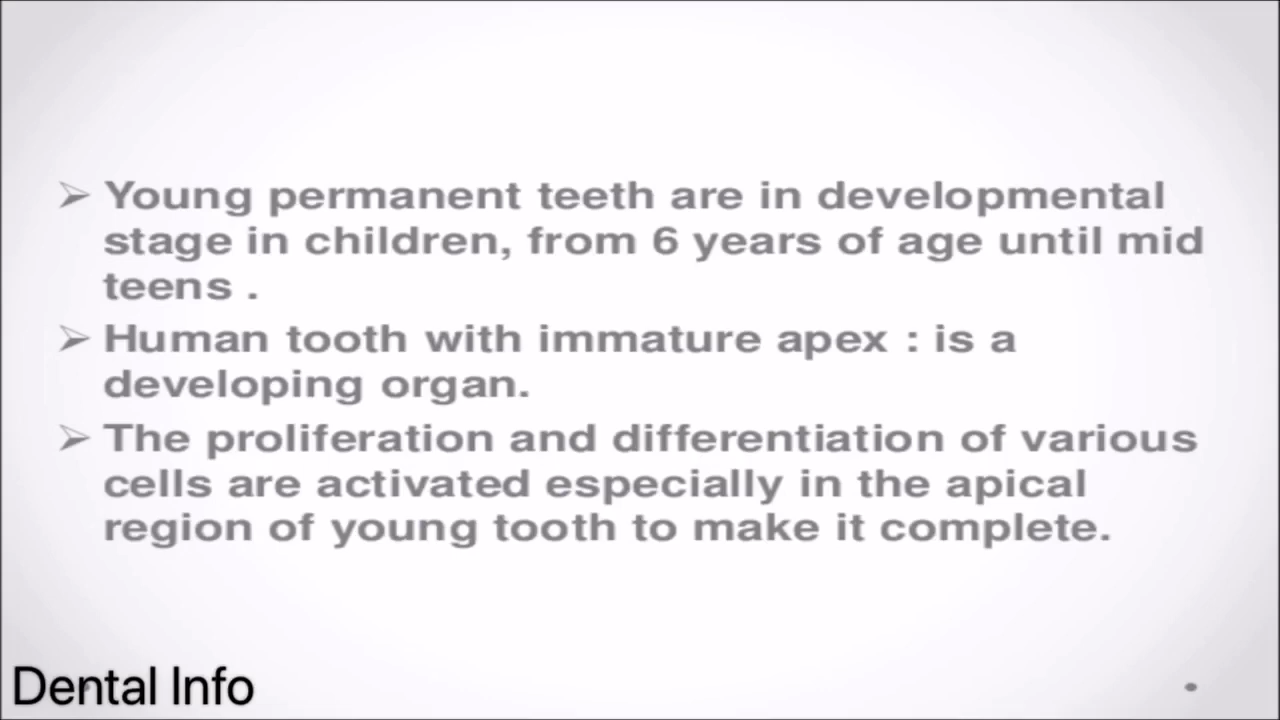 ➢ Young permanent teeth are in developmental
stage in children, from 6 years of age until mid
teens .
➢ Human tooth with immature apex : is a
developing organ.
➢ The proliferation and differentiation of various
cells are activated especially in the apical
region of young tooth to make it complete.
Dental Info